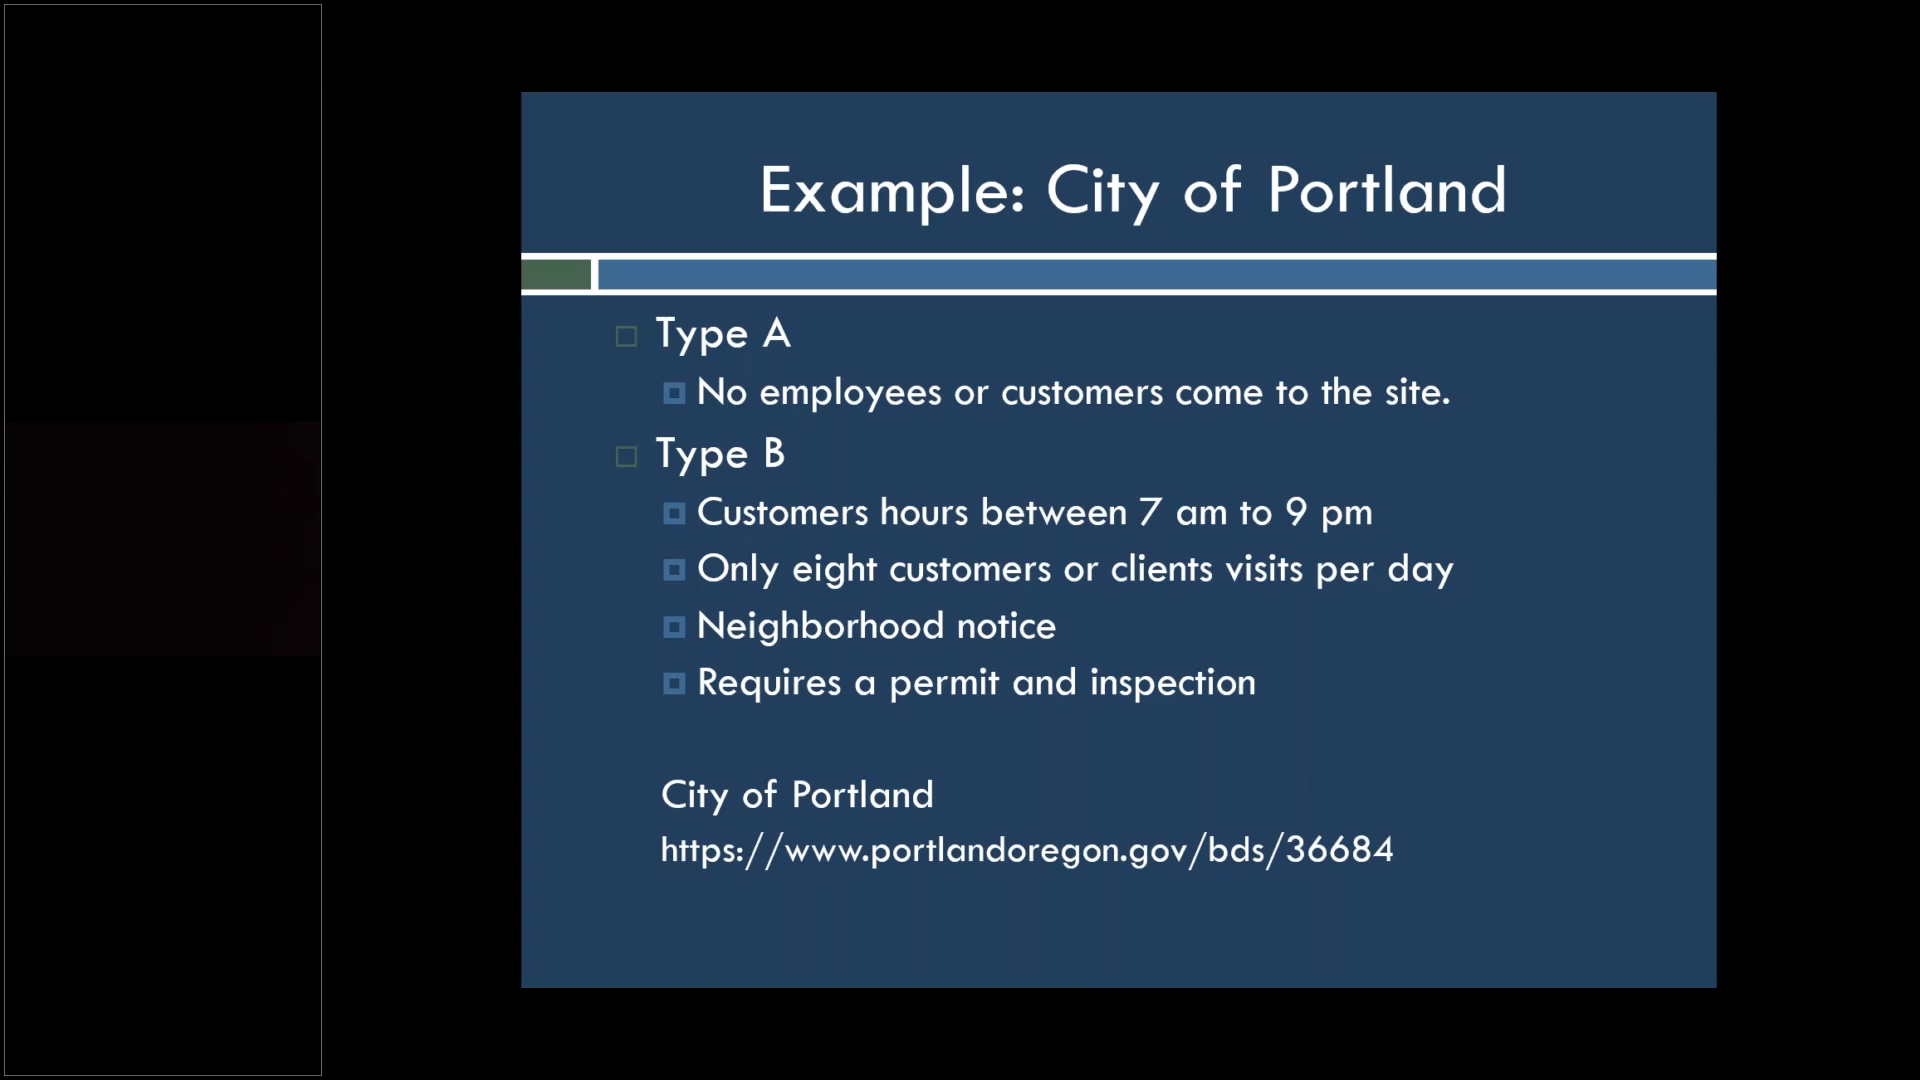 Example: City of Portland
Type A
No employees or customers come to the site.
Type B
Customers hours between 7 am to 9 pm
Only eight customers or clients visits per day
Neighborhood notice
Requires a permit and inspection
City of Portland
https://www.portlandoregon.gov/bds/36684